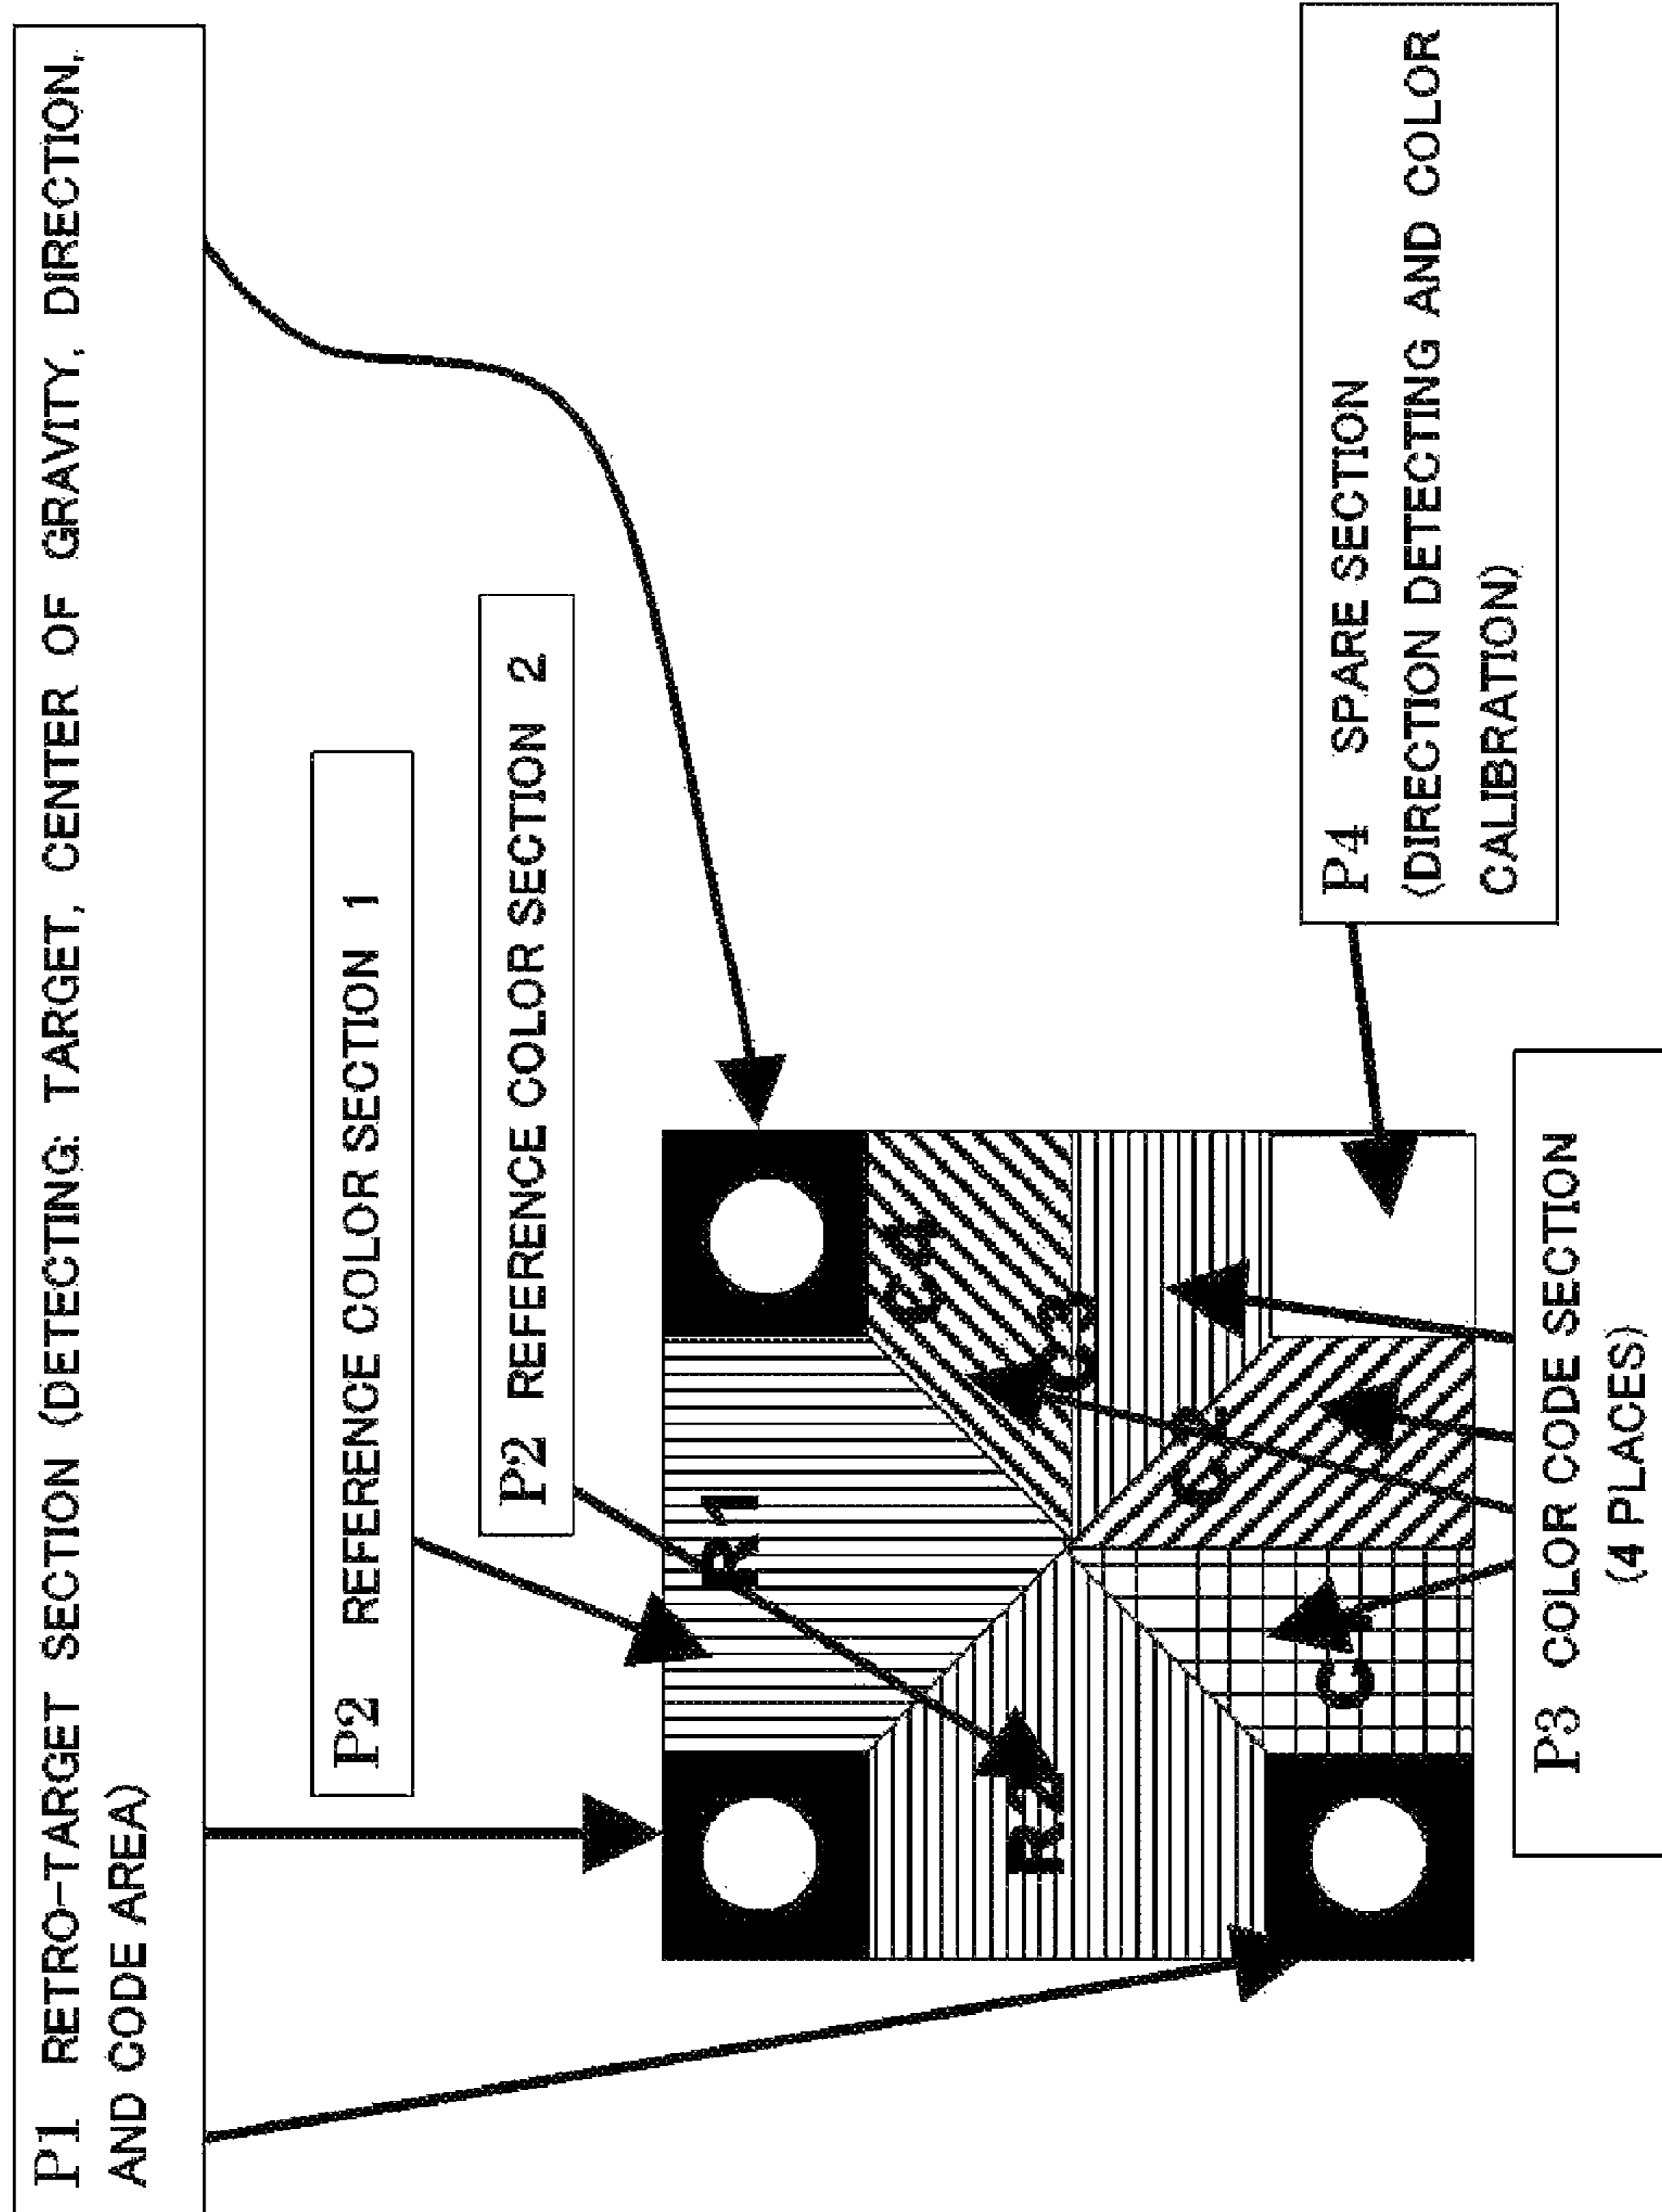 P1 RETRO-TARGET SECTION (DETECTING: TARGET, CENTER OF GRAVITY, DIRECTION,
AND CODE AREA)
P2 REFERENCE COLOR SECTION 1
P2 REFERENCE COLOR SECTION 2
R1
R2
C4
C3
C2
C1
P4 SPARE SECTION
(DIRECTION DETECTING AND COLOR
CALIBRATION)
P3 COLOR CODE SECTION
(4 PLACES)